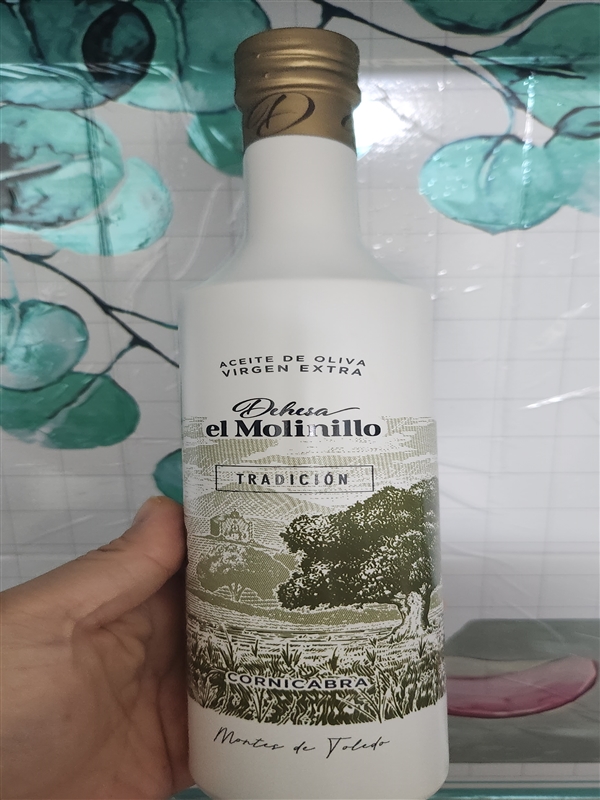 D
ACEITE DE OLIVA
VIRGEN EXTRA
Dehesa
el Molinillo
TRADICIÓN
CORNICABRA
Montes de Toledo